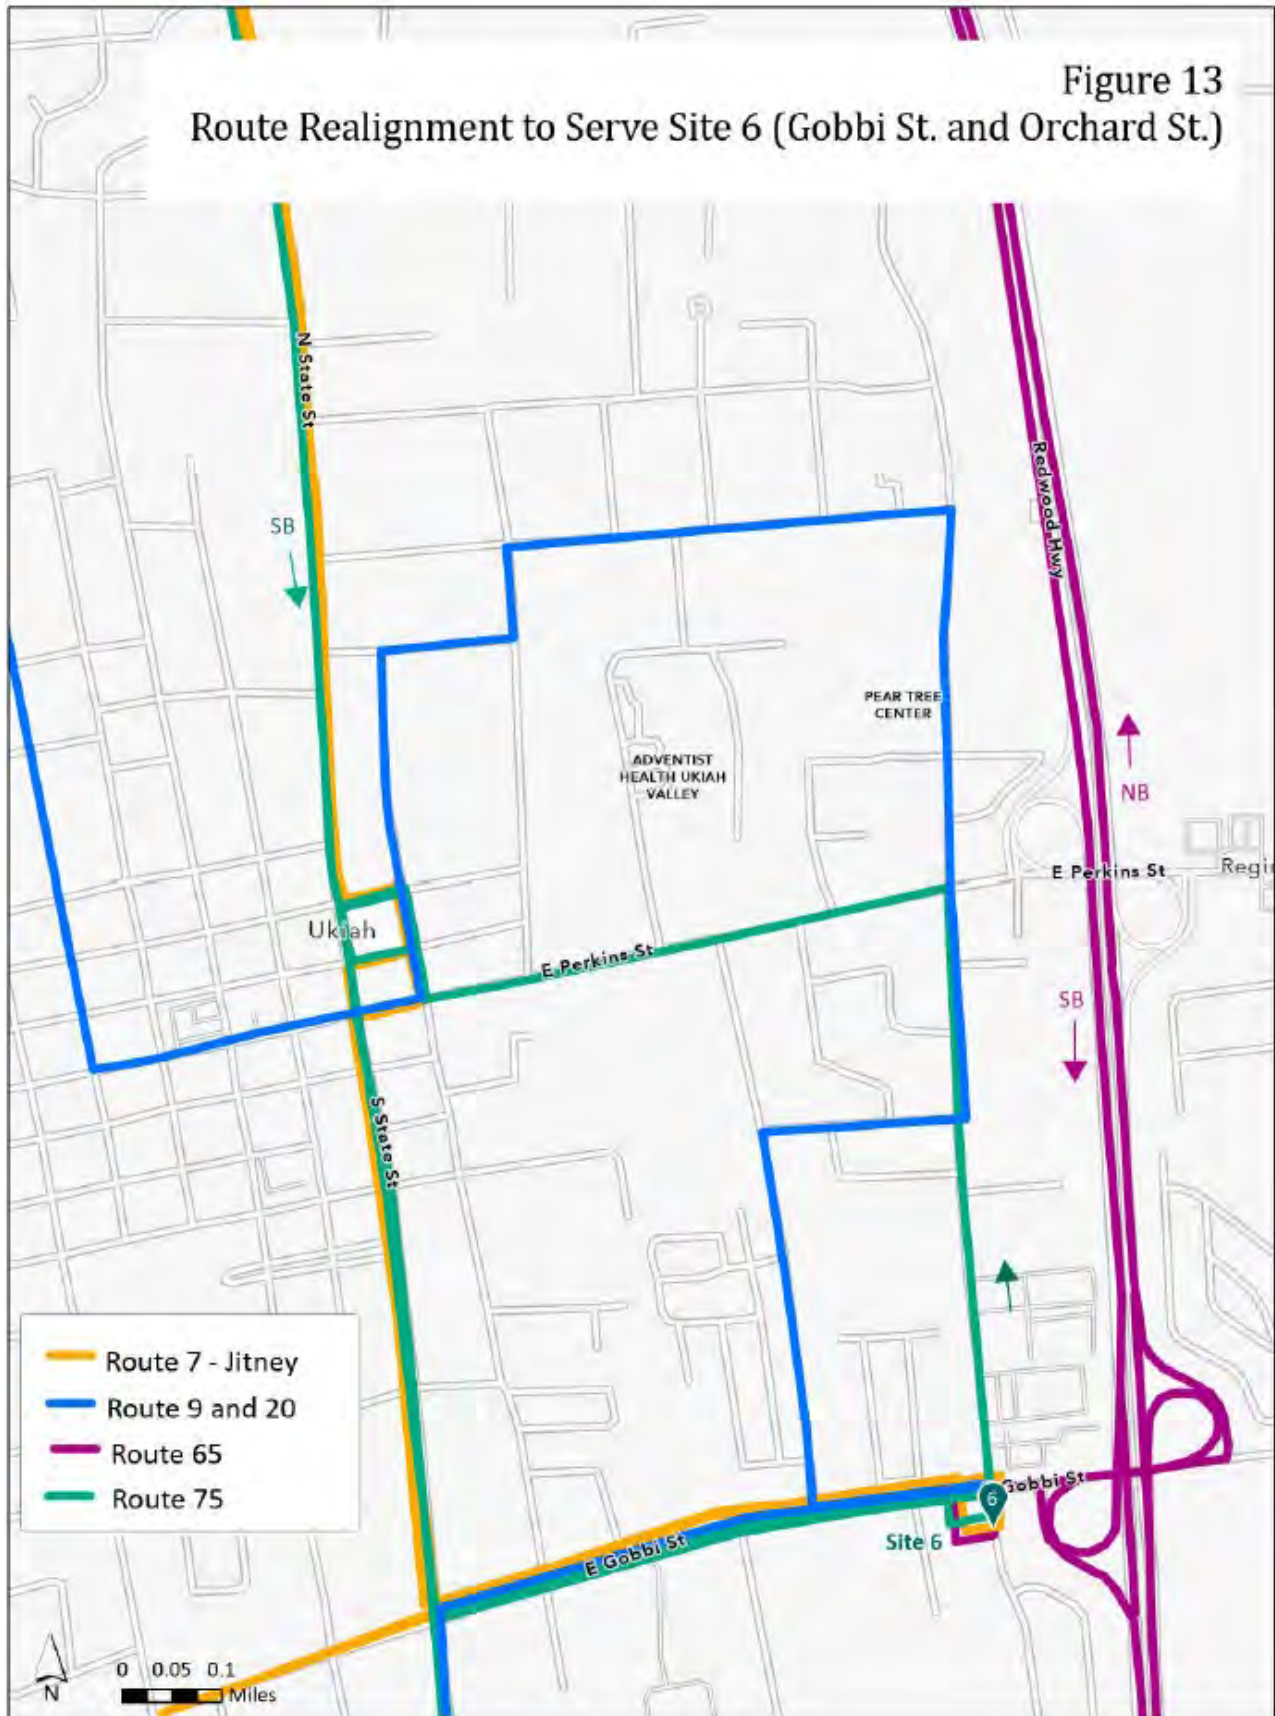 Figure 13
Route Realignment to Serve Site 6 (Gobbi St. and Orchard St.)
N State St
Redwood Hwy
SB
PEAR TREE
CENTER
ADVENTIST
HEALTH UKIAH
VALLEY
NB
E Perkins St
Regi
Ukiah
E Perkins St
SB
S State St
Route 7 - Jitney
Route 9 and 20
Route 65
Route 75
Gobbi St
6
Site 6
E Gobbi St
0 0.05 0.1
Miles
N